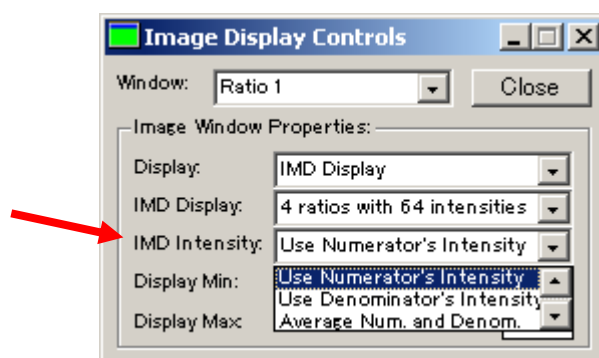 Image Display Controls
Window: Ratio 1 Close
Image Window Properties:
Display: IMD Display
IMD Display: 4 ratios with 64 intensities
IMD Intensity: Use Numerator's Intensity
Display Min: Use Numerator's Intensity
Use Denominator's Intensity
Display Max: Average Num. and Denom.